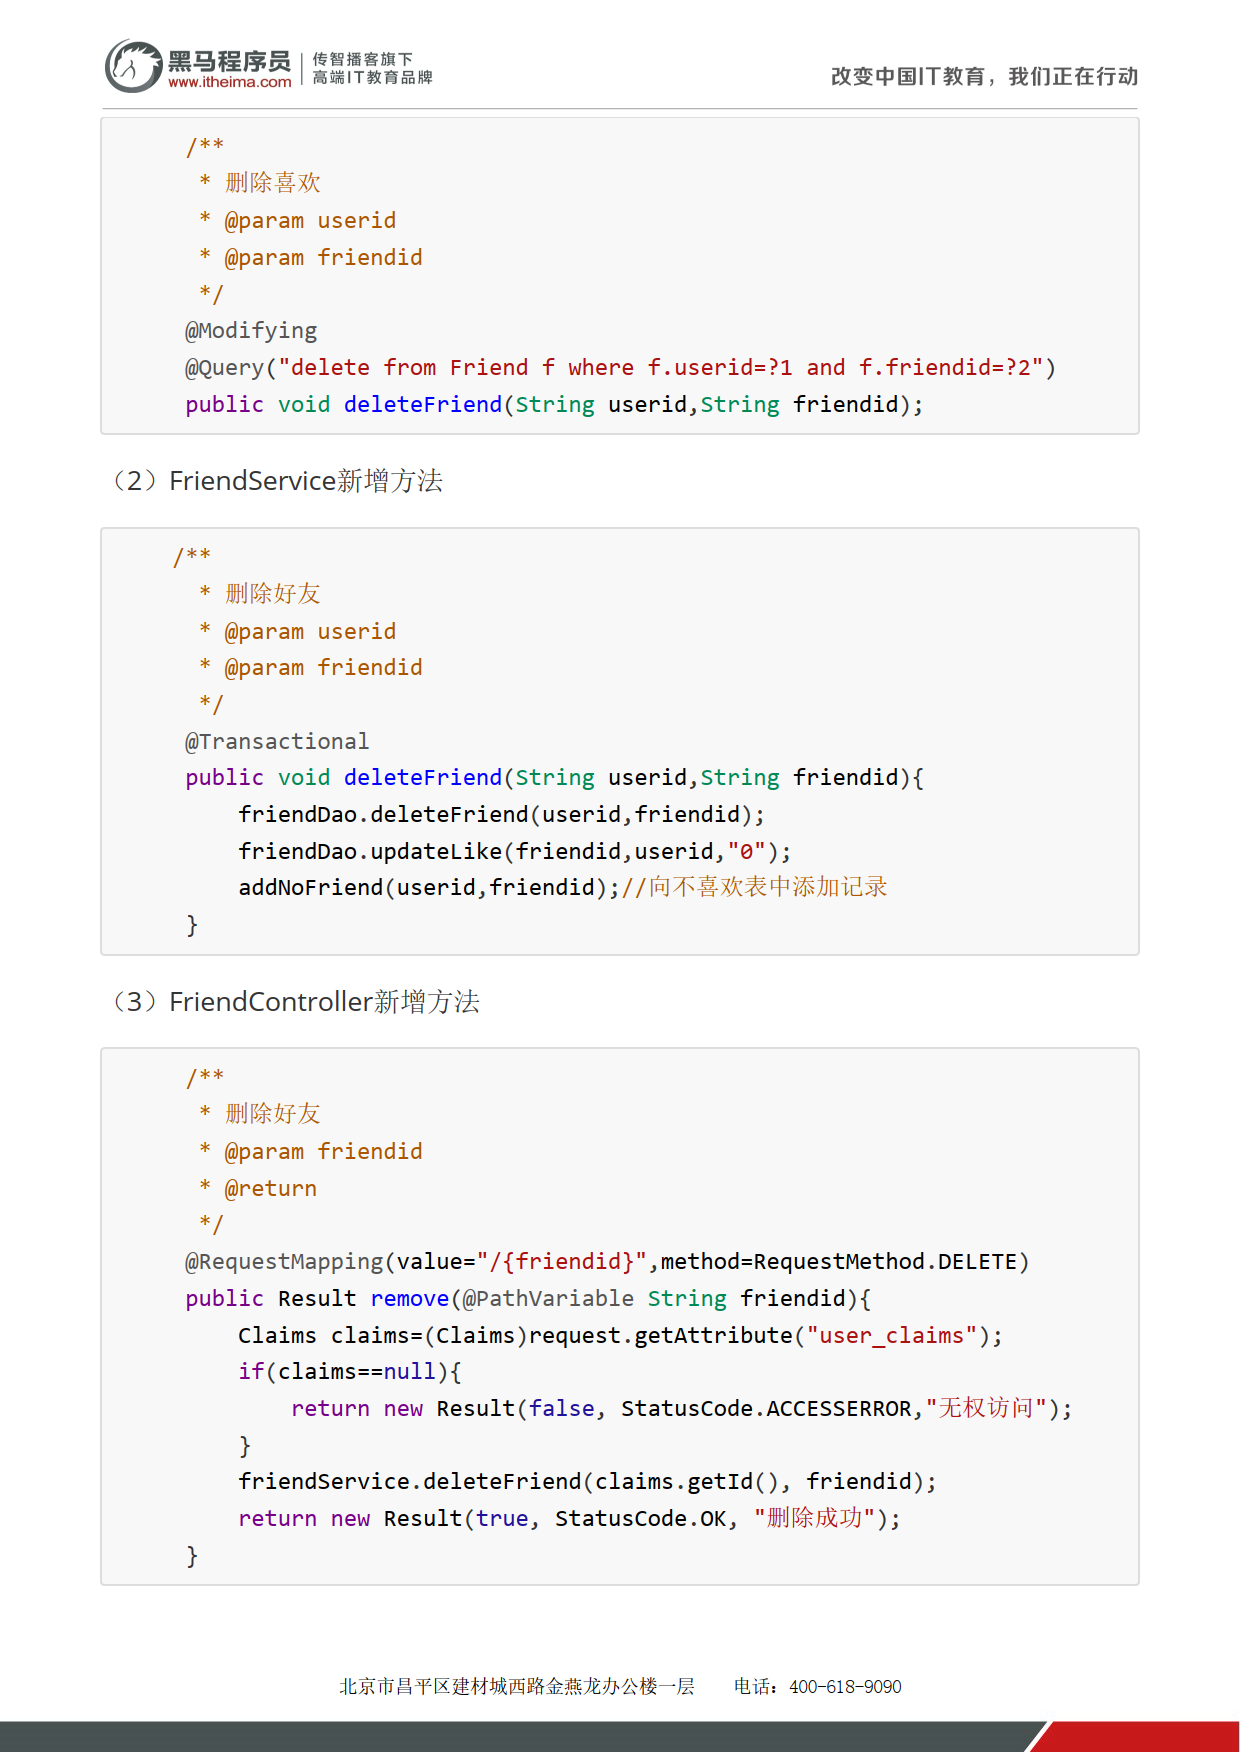 黑马程序员
www.itheima.com
传智播客旗下
高端IT教育品牌
改变中国IT教育，我们正在行动
/**
 * 删除喜欢
 * @param userid
 * @param friendid
 */
@Modifying
@Query("delete from Friend f where f.userid=?1 and f.friendid=?2")
public void deleteFriend(String userid,String friendid);
（2）FriendService新增方法
/**
 * 删除好友
 * @param userid
 * @param friendid
 */
@Transactional
public void deleteFriend(String userid,String friendid){
    friendDao.deleteFriend(userid,friendid);
    friendDao.updateLike(friendid,userid,"0");
    addNoFriend(userid,friendid);//向不喜欢表中添加记录
}
（3）FriendController新增方法
/**
 * 删除好友
 * @param friendid
 * @return
 */
@RequestMapping(value="/{friendid}",method=RequestMethod.DELETE)
public Result remove(@PathVariable String friendid){
    Claims claims=(Claims)request.getAttribute("user_claims");
    if(claims==null){
        return new Result(false, StatusCode.ACCESSERROR,"无权访问");
    }
    friendService.deleteFriend(claims.getId(), friendid);
    return new Result(true, StatusCode.OK, "删除成功");
}
北京市昌平区建材城西路金燕龙办公楼一层 电话：400-618-9090